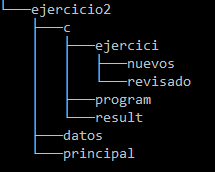 ejercicio2
c
ejercici
nuevos
revisado
program
result
datos
principal